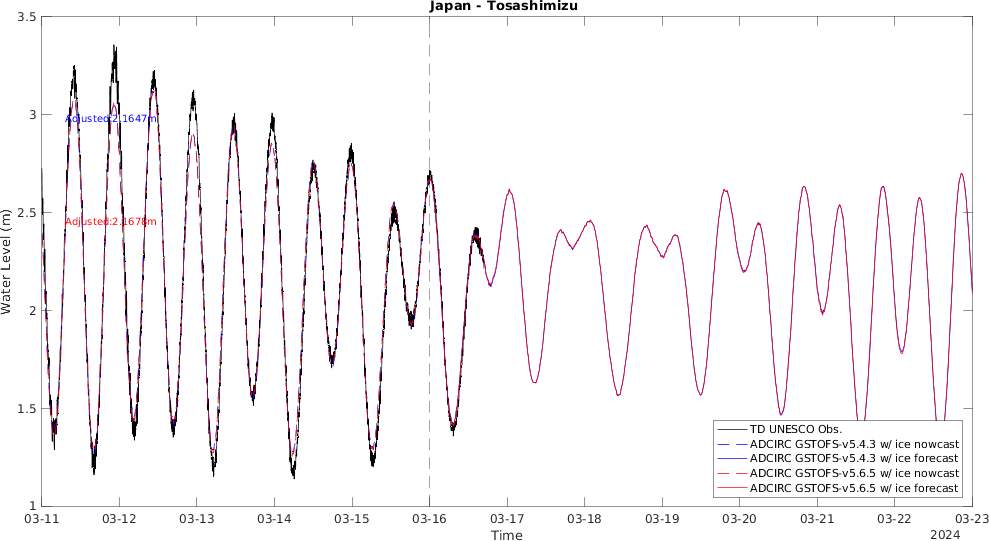 Japan - Tosashimizu
3.5
3
2.5
2
1.5
1
Water Level (m)
Adjusted:2.1647m
Adjusted:2.1678m
TD UNESCO Obs.
ADCIRC GSTOFS-v5.4.3 w/ ice nowcast
ADCIRC GSTOFS-v5.4.3 w/ ice forecast
ADCIRC GSTOFS-v5.6.5 w/ ice nowcast
ADCIRC GSTOFS-v5.6.5 w/ ice forecast
03-11 03-12 03-13 03-14 03-15 03-16 03-17 03-18 03-19 03-20 03-21 03-22 03-23
Time
2024